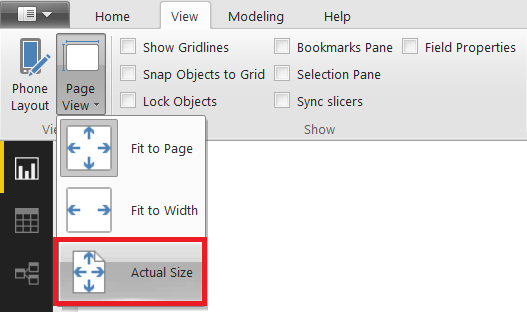 Home View Modeling Help
Show Gridlines Bookmarks Pane Field Properties
Snap Objects to Grid Selection Pane
Lock Objects Sync slicers
Phone Layout
Page View
Show
Fit to Page
Fit to Width
Actual Size